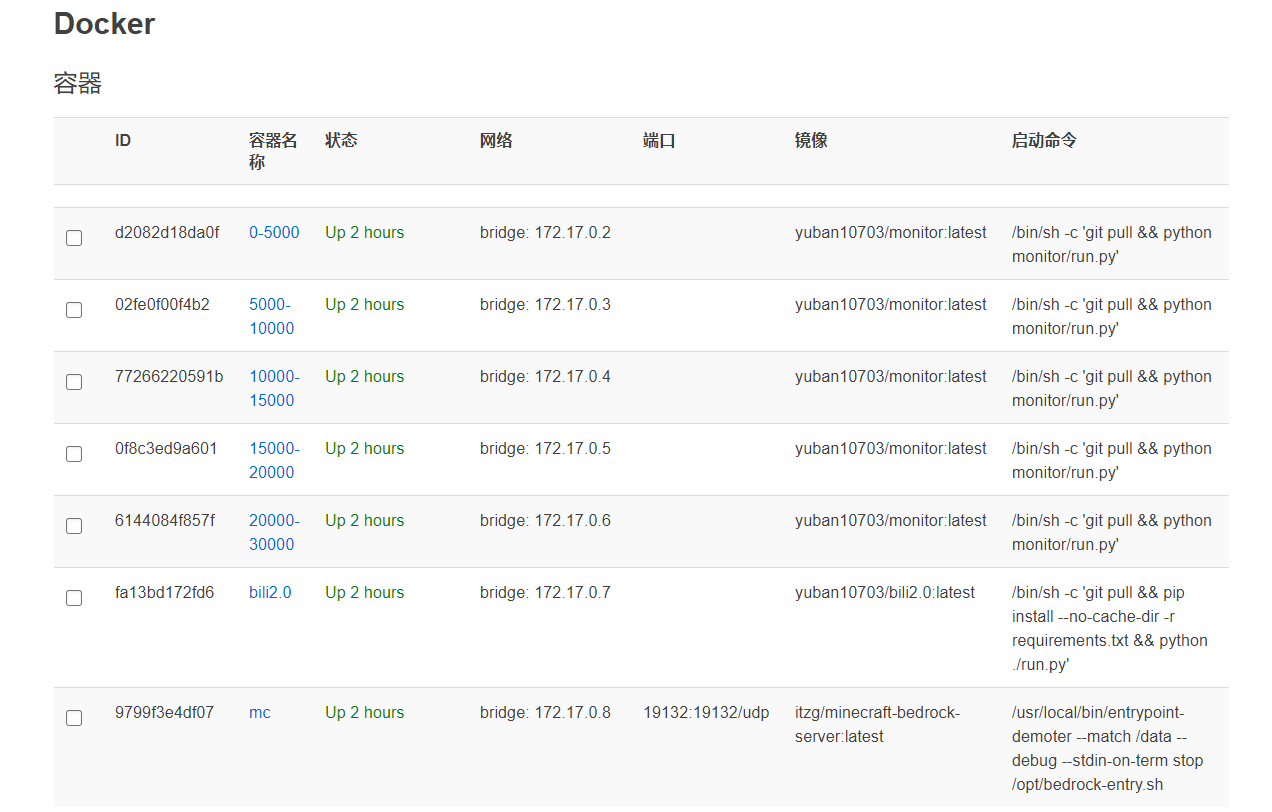 Docker
容器
ID 容器名 状态 网络 端口 镜像 启动命令
称
d2082d18da0f 0-5000 Up 2 hours bridge: 172.17.0.2 yuban10703/monitor:latest /bin/sh -c 'git pull && python
monitor/run.py'
02fe0f00f4b2 5000- Up 2 hours bridge: 172.17.0.3 yuban10703/monitor:latest /bin/sh -c 'git pull && python
10000 monitor/run.py'
77266220591b 10000- Up 2 hours bridge: 172.17.0.4 yuban10703/monitor:latest /bin/sh -c 'git pull && python
15000 monitor/run.py'
0f8c3ed9a601 15000- Up 2 hours bridge: 172.17.0.5 yuban10703/monitor:latest /bin/sh -c 'git pull && python
20000 monitor/run.py'
6144084f857f 20000- Up 2 hours bridge: 172.17.0.6 yuban10703/monitor:latest /bin/sh -c 'git pull && python
30000 monitor/run.py'
fa13bd172fd6 bili2.0 Up 2 hours bridge: 172.17.0.7 yuban10703/bili2.0:latest /bin/sh -c 'git pull && pip
install --no-cache-dir -r
requirements.txt && python
./run.py'
9799f3e4df07 mc Up 2 hours bridge: 172.17.0.8 19132:19132/udp itzg/minecraft-bedrock- /usr/local/bin/entrypoint-
server:latest demoter --match /data --
debug --stdin-on-term stop
/opt/bedrock-entry.sh